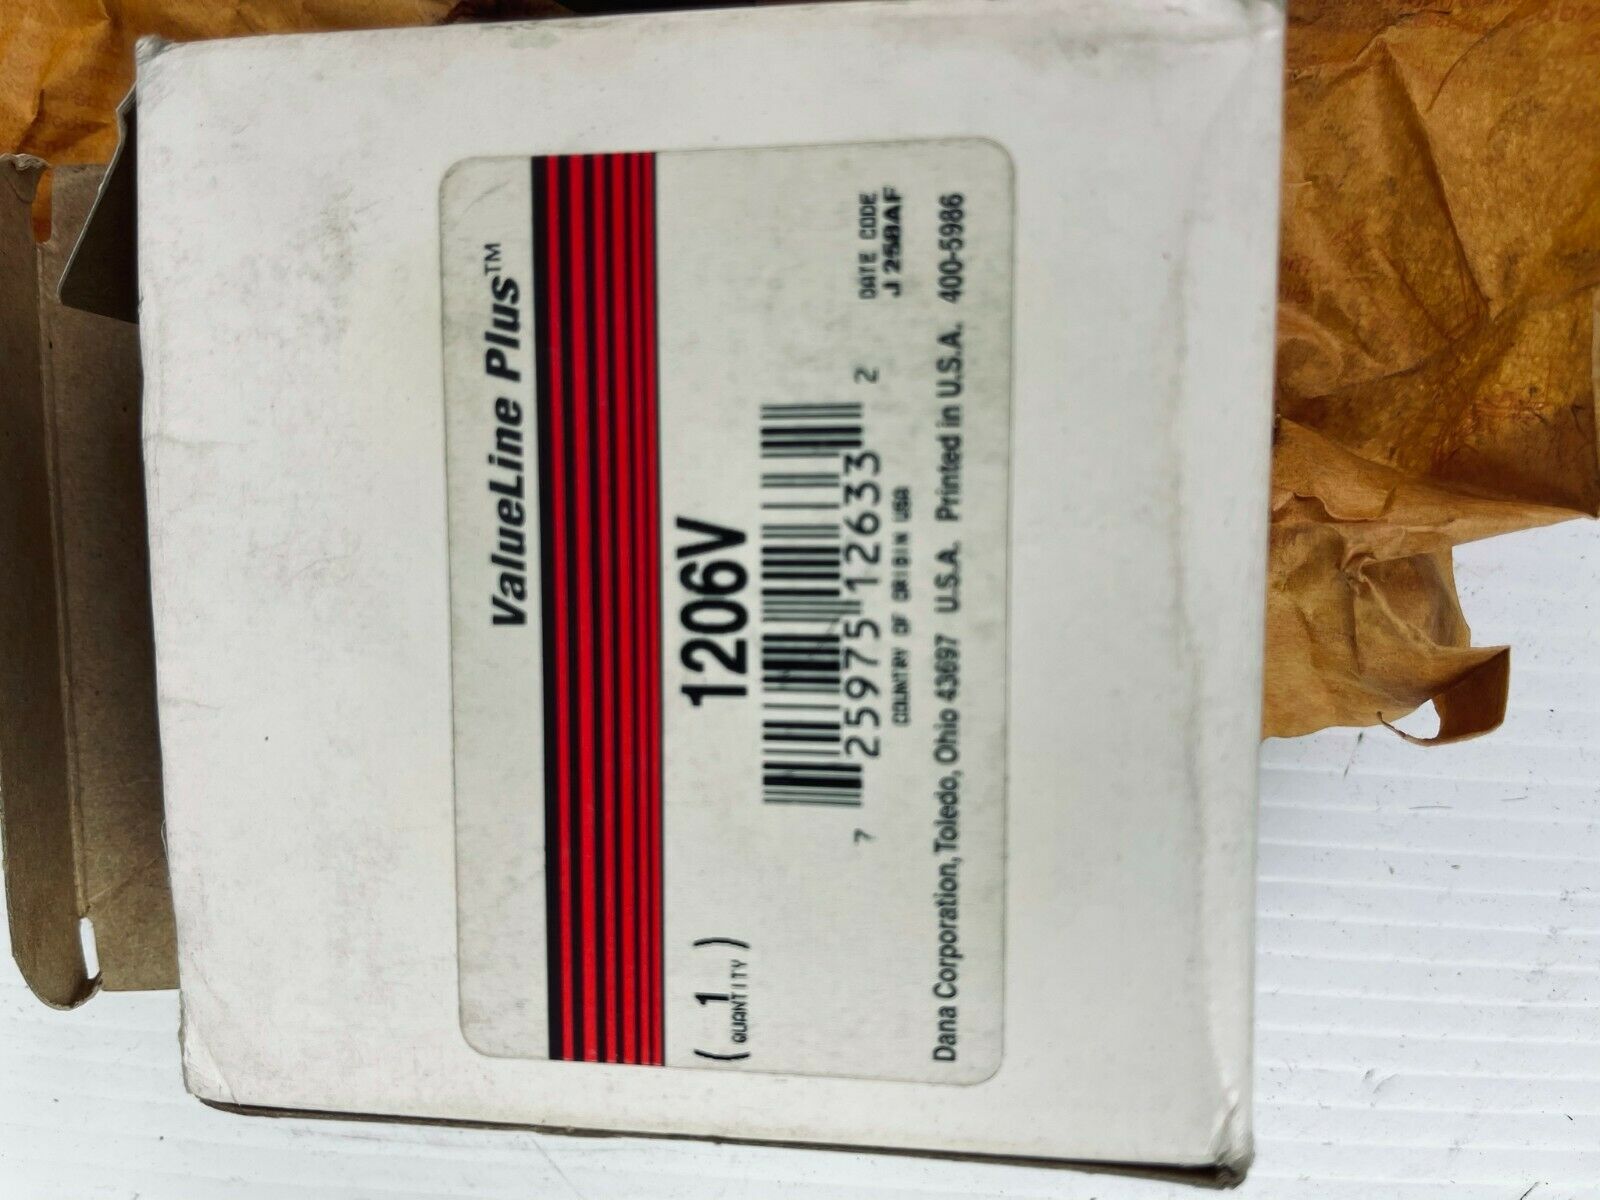 ValueLine Plus™
( 1 )
QUANTITY
1206V
7 25975 12633 2
COUNTRY OF ORIGIN USA
DATE CODE
J 258AF
Dana Corporation, Toledo, Ohio 43697 U.S.A. Printed in U.S.A. 400-5986